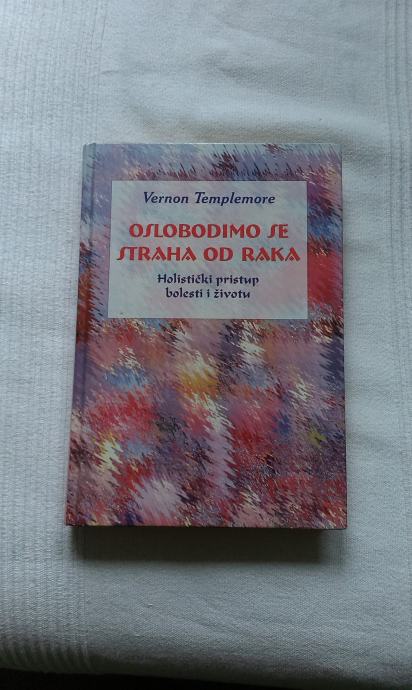 Vernon Templemore
OSLOBODIMO SE
STRAHA OD RAKA
Holistički pristup
bolesti i životu